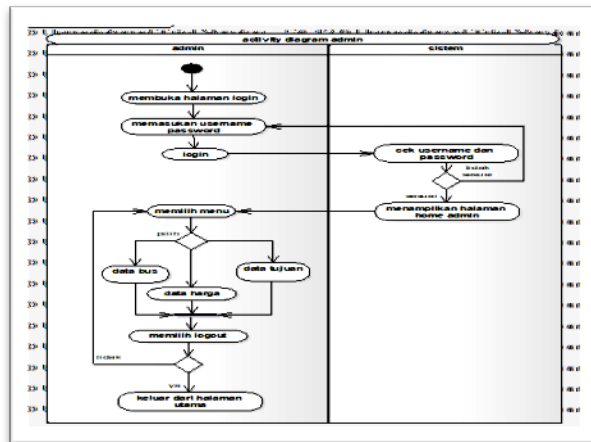 activity diagram admin
admin
sistem
membuka halaman login
memasukan username
password
login
cek username dan
password
tidak
sesuai
sesuai
menampilkan halaman
home admin
memilih menu
pilih
data bus
data tujuan
data harga
memilih logout
tidak
ya
keluar dari halaman
utama